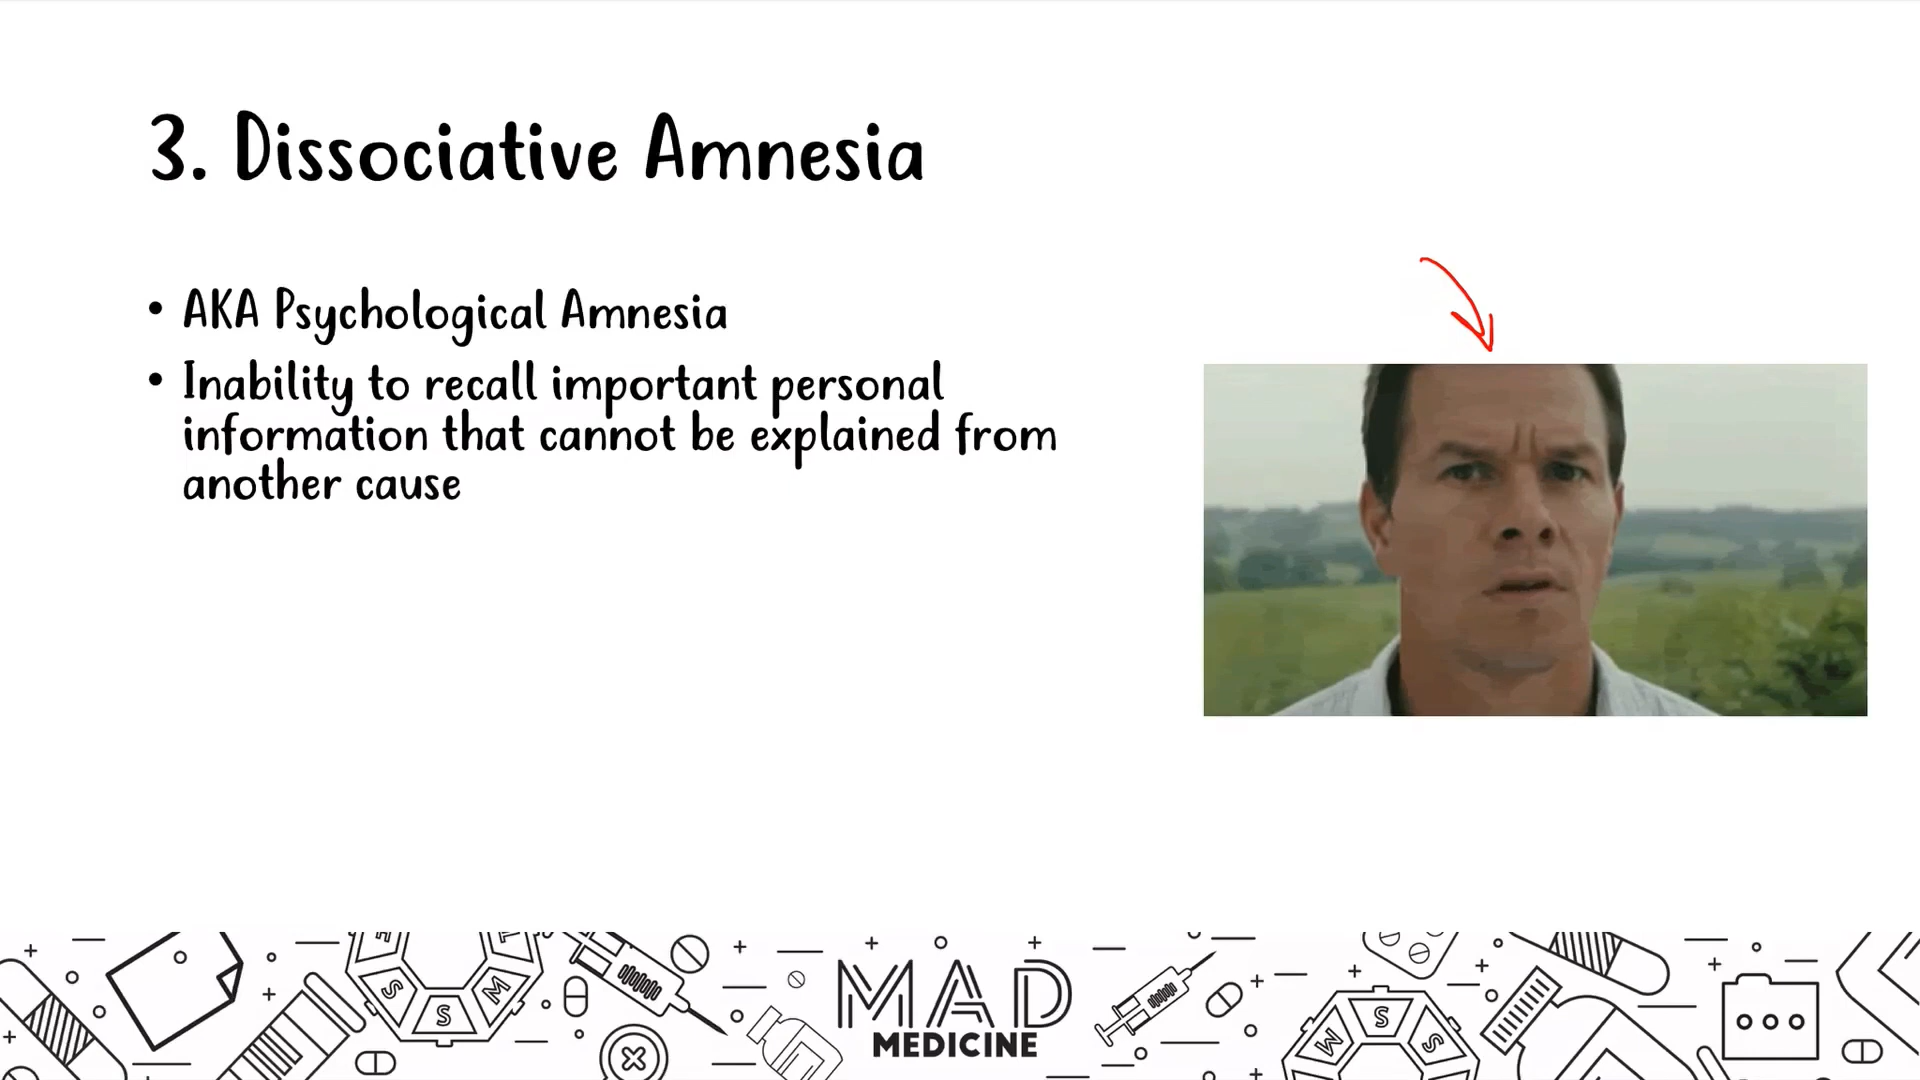 3. Dissociative Amnesia
• AKA Psychological Amnesia
• Inability to recall important personal
information that cannot be explained from
another cause
MAD
MEDICINE
S
S
M
M
S
S